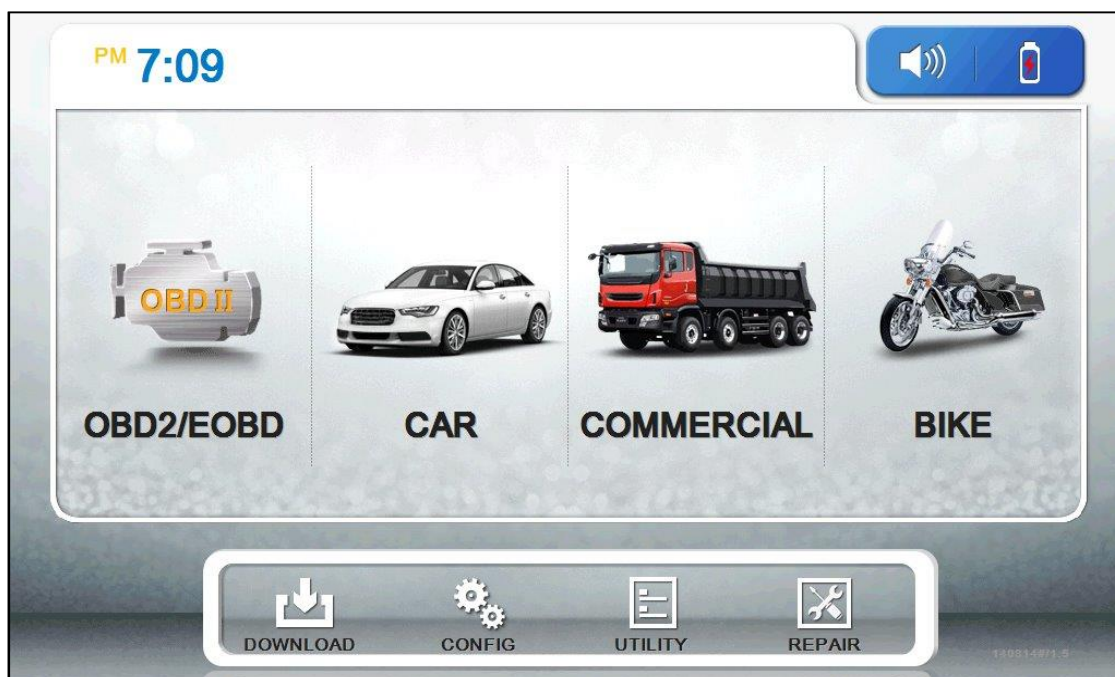 PM 7:09
OBD II
OBD2/EOBD CAR COMMERCIAL BIKE
DOWNLOAD CONFIG UTILITY REPAIR